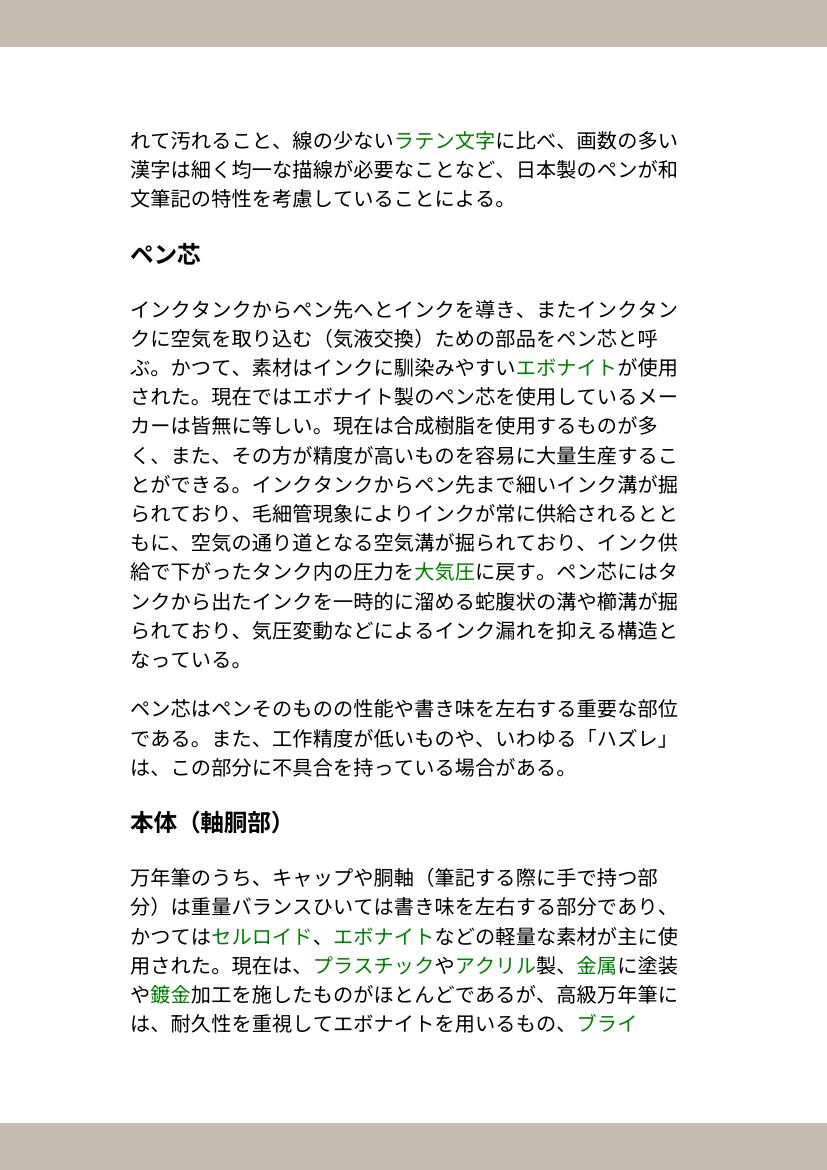 れて汚れること、線の少ないラテン文字に比べ、画数の多い
漢字は細く均一な描線が必要なことなど、日本製のペンが和
文筆記の特性を考慮していることによる。
ペン芯
インクタンクからペン先へとインクを導き、またインクタン
クに空気を取り込む（気液交換）ための部品をペン芯と呼
ぶ。かつて、素材はインクに馴染みやすいエボナイトが使用
された。現在ではエボナイト製のペン芯を使用しているメー
カーは皆無に等しい。現在は合成樹脂を使用するものが多
く、また、その方が精度が高いものを容易に大量生産するこ
とができる。インクタンクからペン先まで細いインク溝が掘
られており、毛細管現象によりインクが常に供給されるとと
もに、空気の通り道となる空気溝が掘られており、インク供
給で下がったタンク内の圧力を大気圧に戻す。ペン芯にはタ
ンクから出たインクを一時的に溜める蛇腹状の溝や櫛溝が掘
られており、気圧変動などによるインク漏れを抑える構造と
なっている。
ペン芯はペンそのものの性能や書き味を左右する重要な部位
である。また、工作精度が低いものや、いわゆる「ハズレ」
は、この部分に不具合を持っている場合がある。
本体（軸胴部）
万年筆のうち、キャップや胴軸（筆記する際に手で持つ部
分）は重量バランスひいては書き味を左右する部分であり、
かつてはセルロイド、エボナイトなどの軽量な素材が主に使
用された。現在は、プラスチックやアクリル製、金属に塗装
や鍍金加工を施したものがほとんどであるが、高級万年筆に
は、耐久性を重視してエボナイトを用いるもの、ブライ